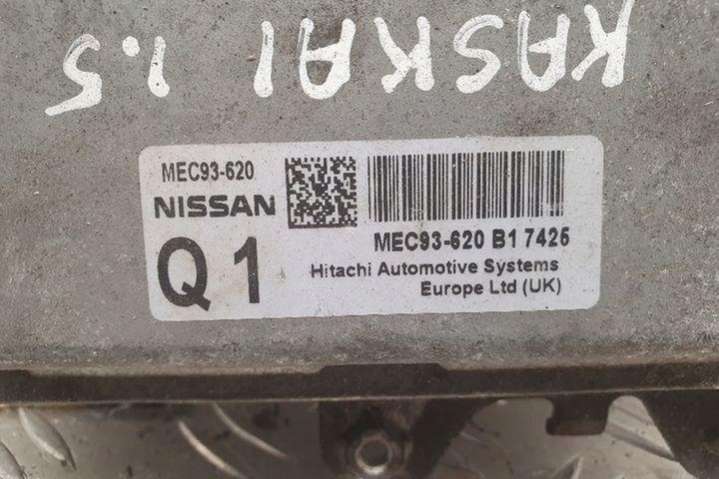 KASKAI 1.5
MEC93-620
NISSAN
Q1
MEC93-620 B1 7425
Hitachi Automotive Systems
Europe Ltd (UK)